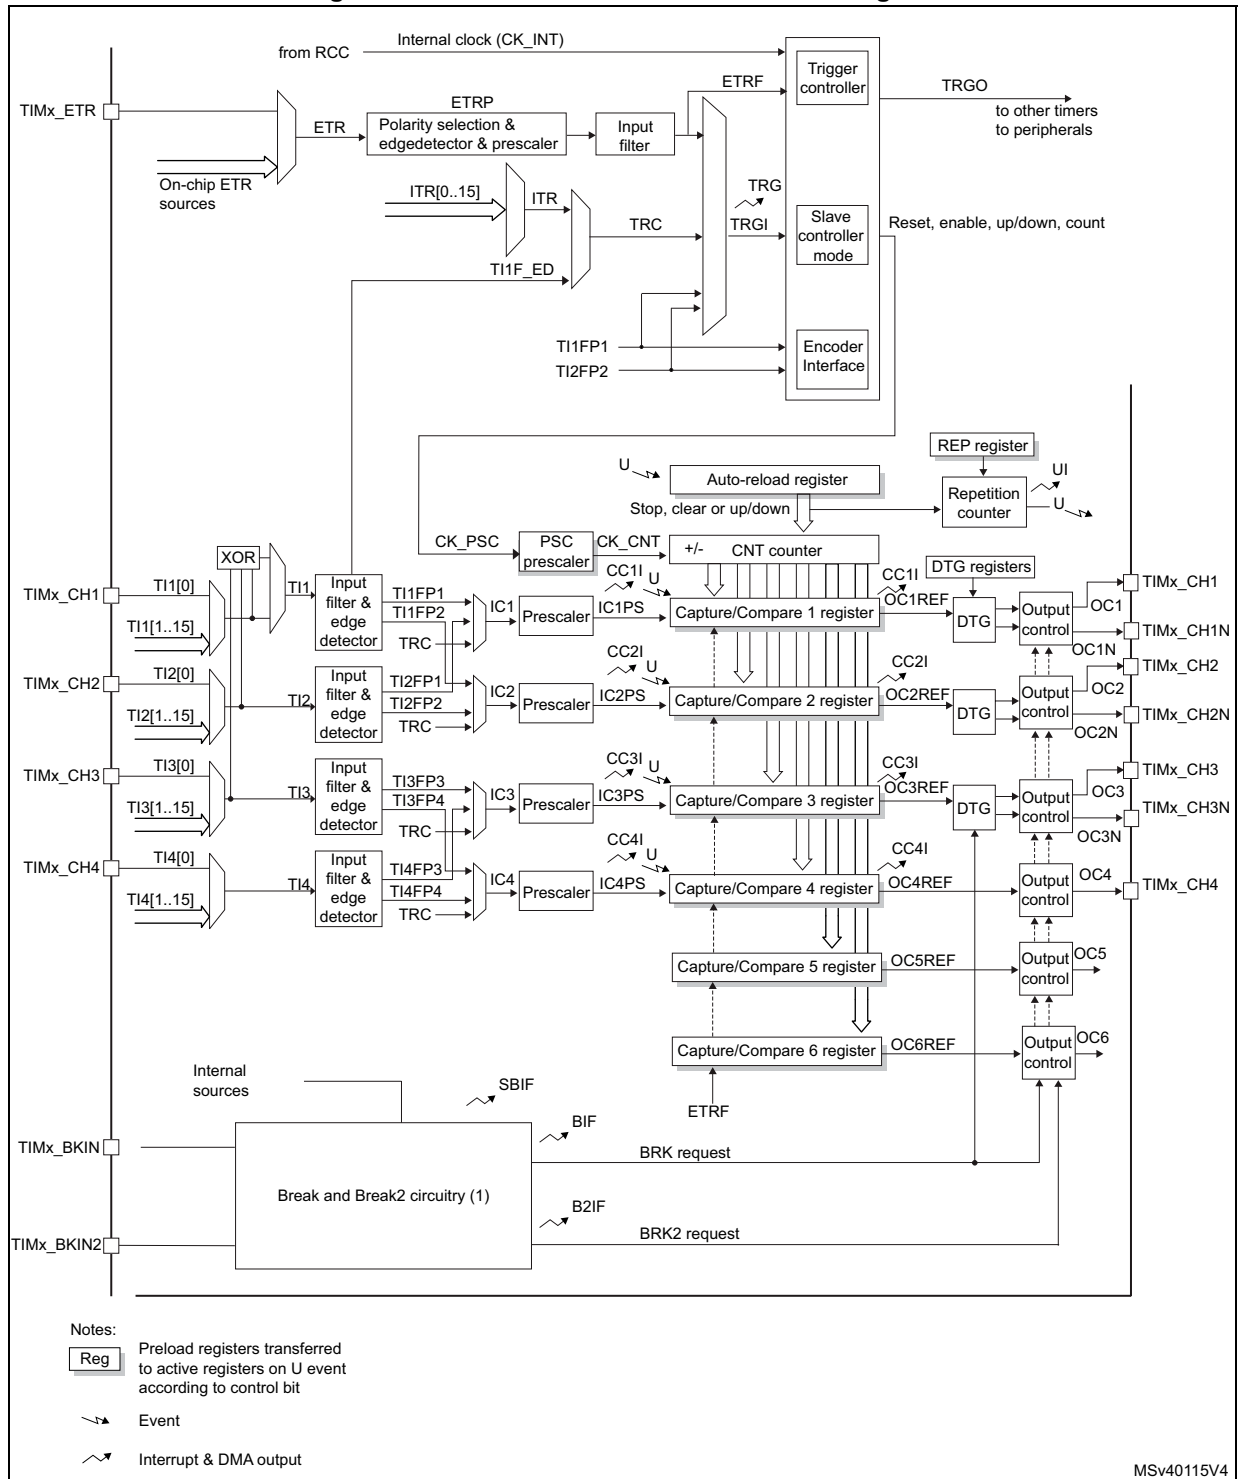 Internal clock (CK_INT)
from RCC
Trigger
controller
ETRF
TRGO
to other timers
to peripherals
TIMx_ETR
ETR
ETRP
Polarity selection &
edgedetector & prescaler
Input
filter
On-chip ETR
sources
ITR[0..15]
ITR
TRC
TI1F_ED
TRG
TRGI
Slave
controller
mode
Reset, enable, up/down, count
TI1FP1
TI2FP2
Encoder
Interface
REP register
U
Auto-reload register
Stop, clear or up/down
Repetition
counter
UI
U
CK_PSC
PSC
prescaler
CK_CNT
+/-
CNT counter
DTG registers
XOR
TIMx_CH1
TI1[0]
TI1[1..15]
TI1
Input
filter &
edge
detector
TI1FP1
TI1FP2
TRC
IC1
Prescaler
IC1PS
CC1I
U
Capture/Compare 1 register
CC1I
OC1REF
DTG
Output
control
OC1
TIMx_CH1
TIMx_CH1N
OC1N
TIMx_CH2
TI2[0]
TI2[1..15]
TI2
Input
filter &
edge
detector
TI2FP1
TI2FP2
TRC
IC2
Prescaler
IC2PS
CC2I
U
Capture/Compare 2 register
CC2I
OC2REF
DTG
Output
control
OC2
TIMx_CH2
TIMx_CH2N
OC2N
TIMx_CH3
TI3[0]
TI3[1..15]
TI3
Input
filter &
edge
detector
TI3FP3
TI3FP4
TRC
IC3
Prescaler
IC3PS
CC3I
U
Capture/Compare 3 register
CC3I
OC3REF
DTG
Output
control
OC3
TIMx_CH3
TIMx_CH3N
OC3N
TIMx_CH4
TI4[0]
TI4[1..15]
TI4
Input
filter &
edge
detector
TI4FP3
TI4FP4
TRC
IC4
Prescaler
IC4PS
CC4I
U
Capture/Compare 4 register
CC4I
OC4REF
Output
control
OC4
TIMx_CH4
Capture/Compare 5 register
OC5REF
Output
control
OC5
Capture/Compare 6 register
OC6REF
Output
control
OC6
ETRF
Internal
sources
SBIF
TIMx_BKIN
BIF
BRK request
Break and Break2 circuitry (1)
B2IF
TIMx_BKIN2
BRK2 request
Notes:
Reg
Preload registers transferred
to active registers on U event
according to control bit
Event
Interrupt & DMA output
MSv40115V4